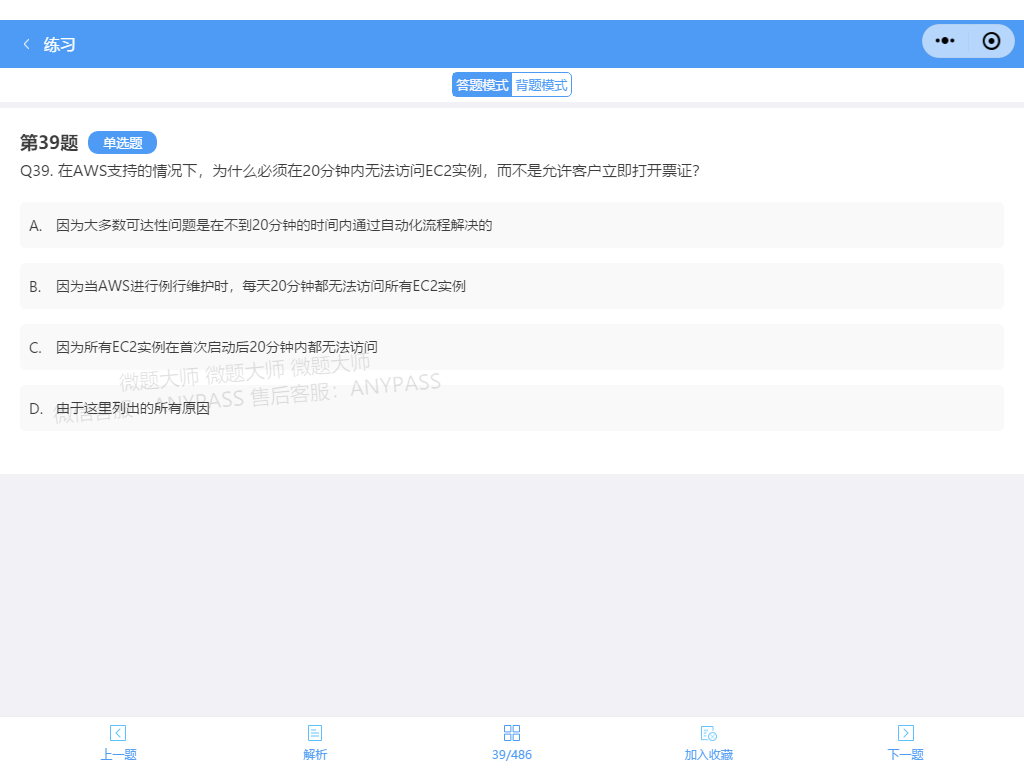 练习
答题模式 背题模式
第39题 单选题
Q39. 在AWS支持的情况下，为什么必须在20分钟内无法访问EC2实例，而不是允许客户立即打开票证？
A. 因为大多数可达性问题是在不到20分钟的时间内通过自动化流程解决的
B. 因为当AWS进行例行维护时，每天20分钟都无法访问所有EC2实例
C. 因为所有EC2实例在首次启动后20分钟内都无法访问
微题大师 微题大师 微题大师
微信客服：ANYPASS 售后客服：ANYPASS
D. 由于这里列出的所有原因
上一题 解析 39/486 加入收藏 下一题